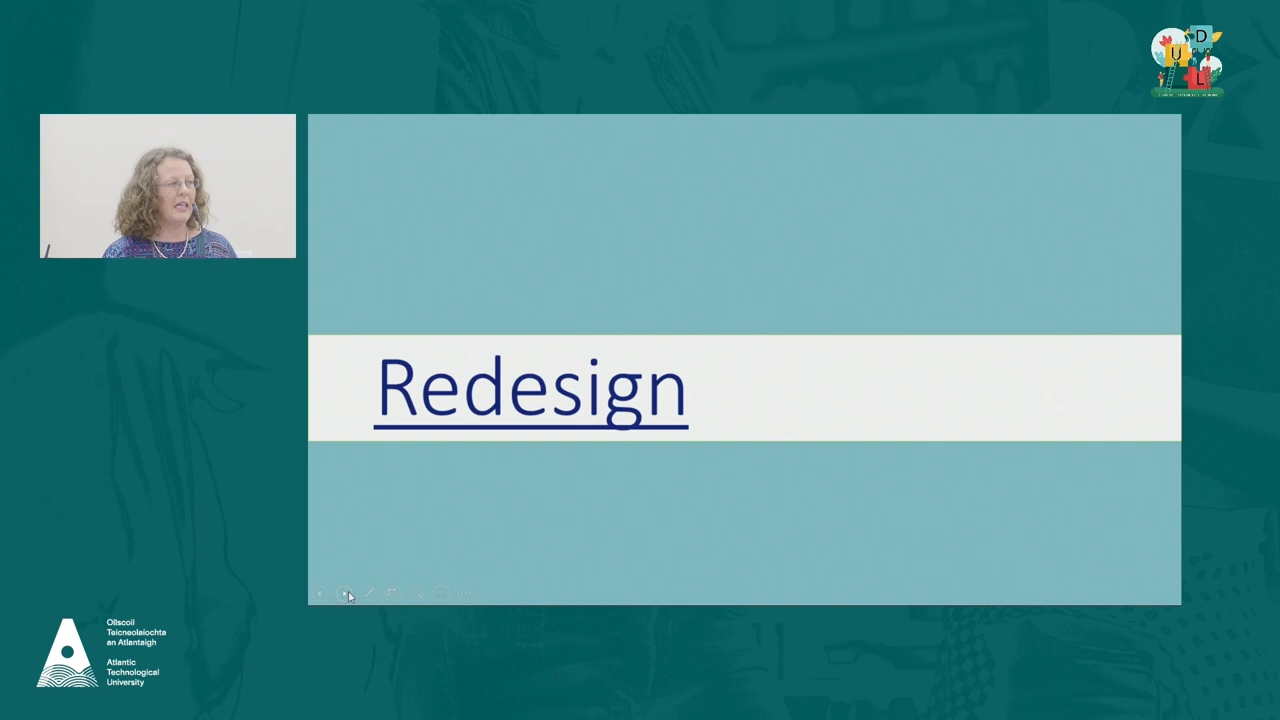 U
D
L
Redesign
Ollscoil
Teicneolaíochta
an Atlantaigh
Atlantic
Technological
University